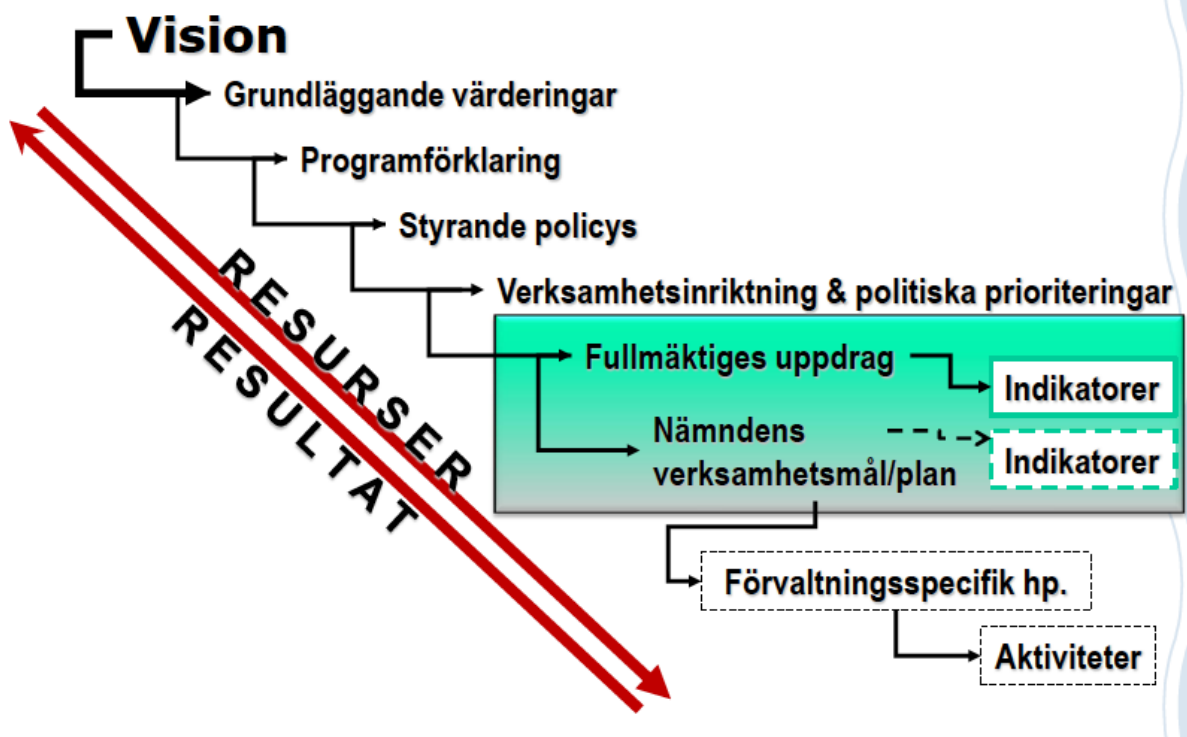 Vision
Grundläggande värderingar
Programförklaring
Styrande policys
Verksamhetsinriktning & politiska prioriteringar
Fullmäktiges uppdrag
Indikatorer
Nämndens
verksamhetsmål/plan
Indikatorer
Förvaltningsspecifik hp.
Aktiviteter
RESURSER
RESULTAT